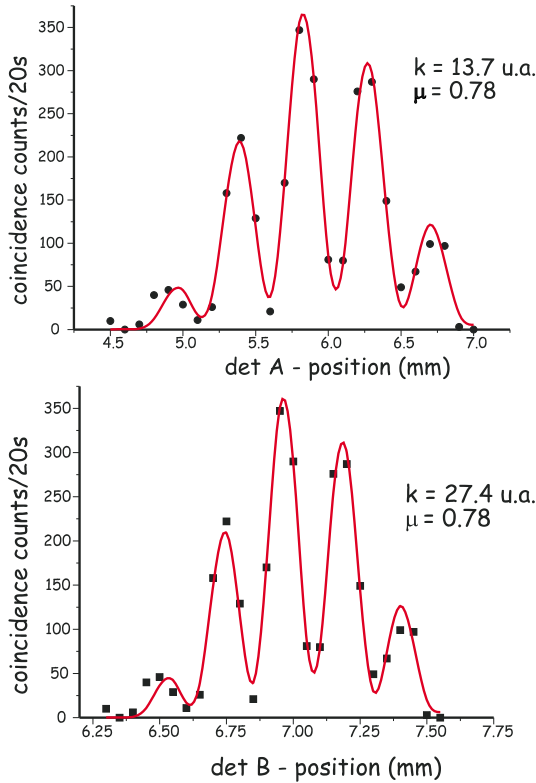 350
300
250
200
150
100
50
0
coincidence counts/20s
k = 13.7 u.a.
μ = 0.78
4.5 5.0 5.5 6.0 6.5 7.0
det A - position (mm)
350
300
250
200
150
100
50
0
coincidence counts/20s
k = 27.4 u.a.
μ = 0.78
6.25 6.50 6.75 7.00 7.25 7.50 7.75
det B - position (mm)